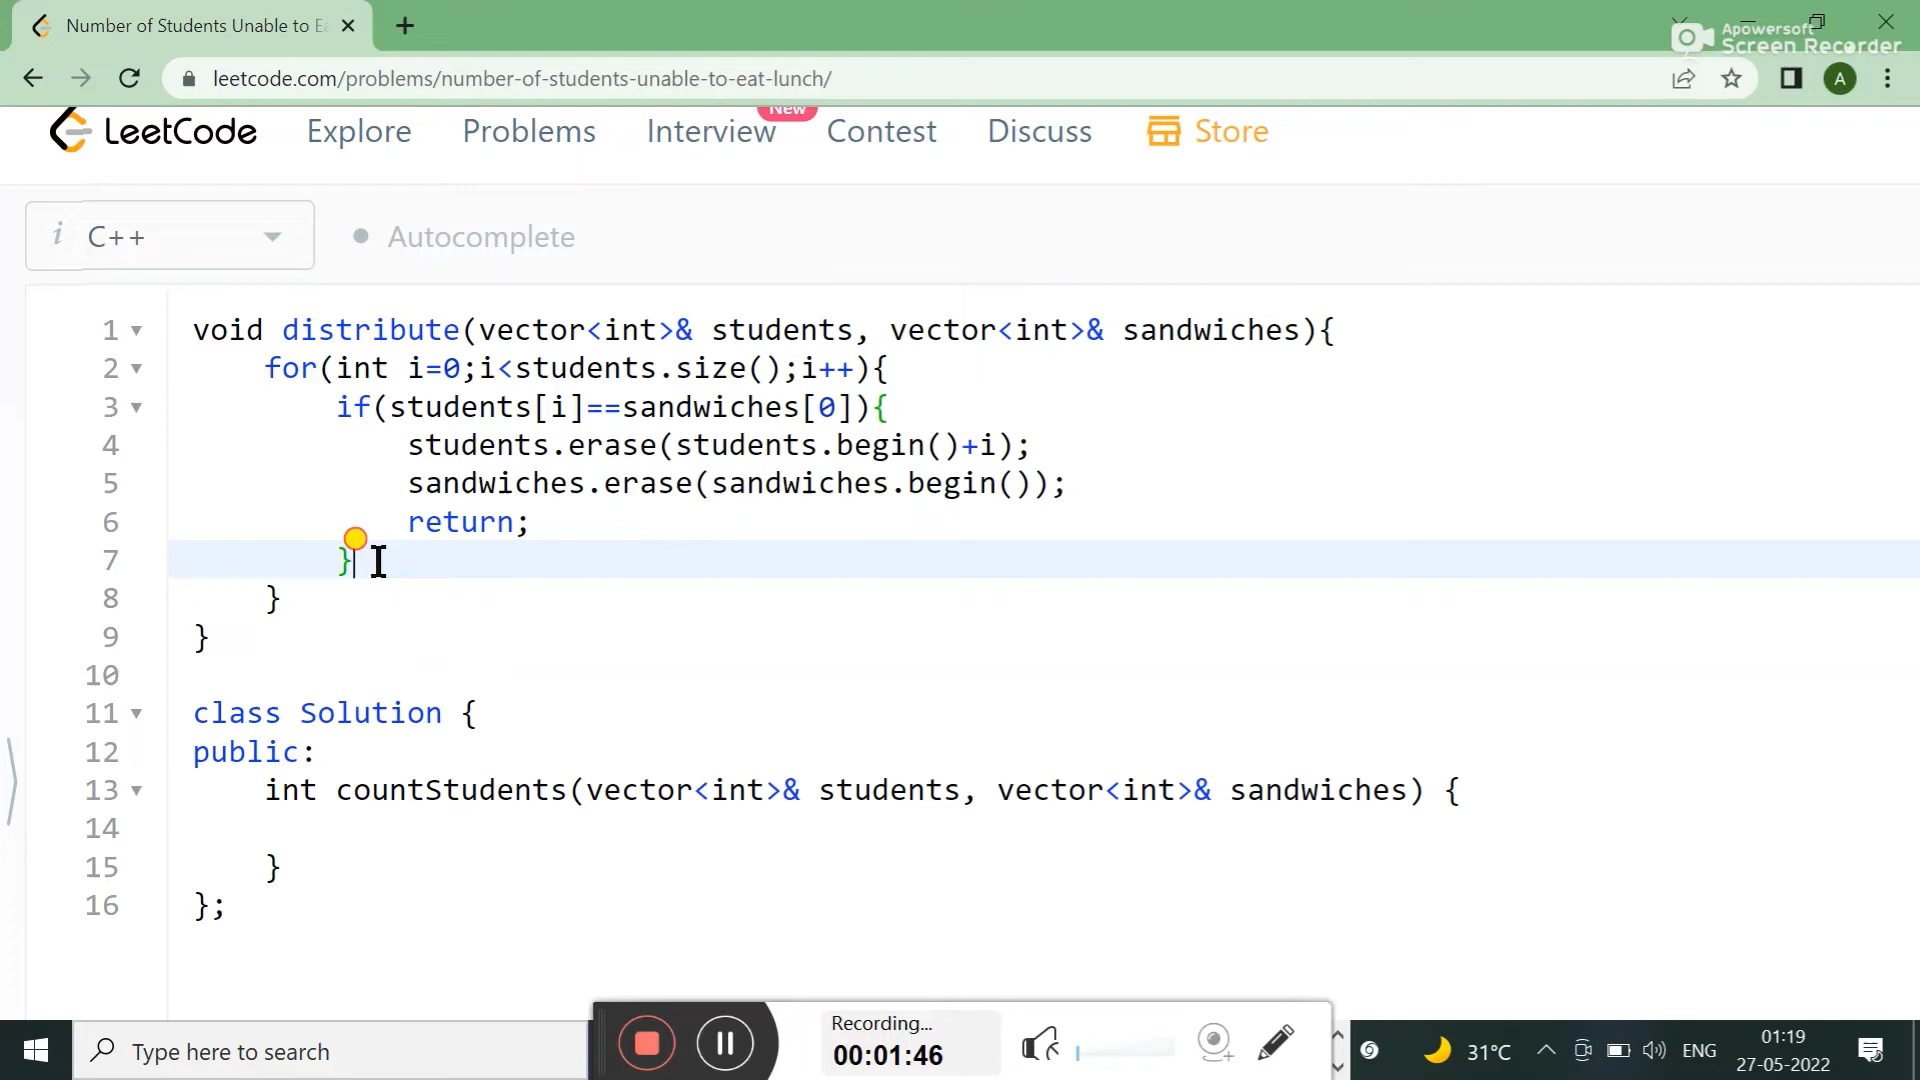 Number of Students Unable to Ea
Apowersoft
Screen Recorder
leetcode.com/problems/number-of-students-unable-to-eat-lunch/
A
LeetCode
Explore
Problems
Interview
New
Contest
Discuss
Store
i C++
Autocomplete
1 void distribute(vector<int>& students, vector<int>& sandwiches){
2 for(int i=0;i<students.size();i++){
3 if(students[i]==sandwiches[0]){
4 students.erase(students.begin()+i);
5 sandwiches.erase(sandwiches.begin());
6 return;
7 }
8 }
9 }
10
11 class Solution {
12 public:
13 int countStudents(vector<int>& students, vector<int>& sandwiches) {
14
15 }
16 };
Recording...
00:01:46
Type here to search
31°C
ENG
01:19
27-05-2022